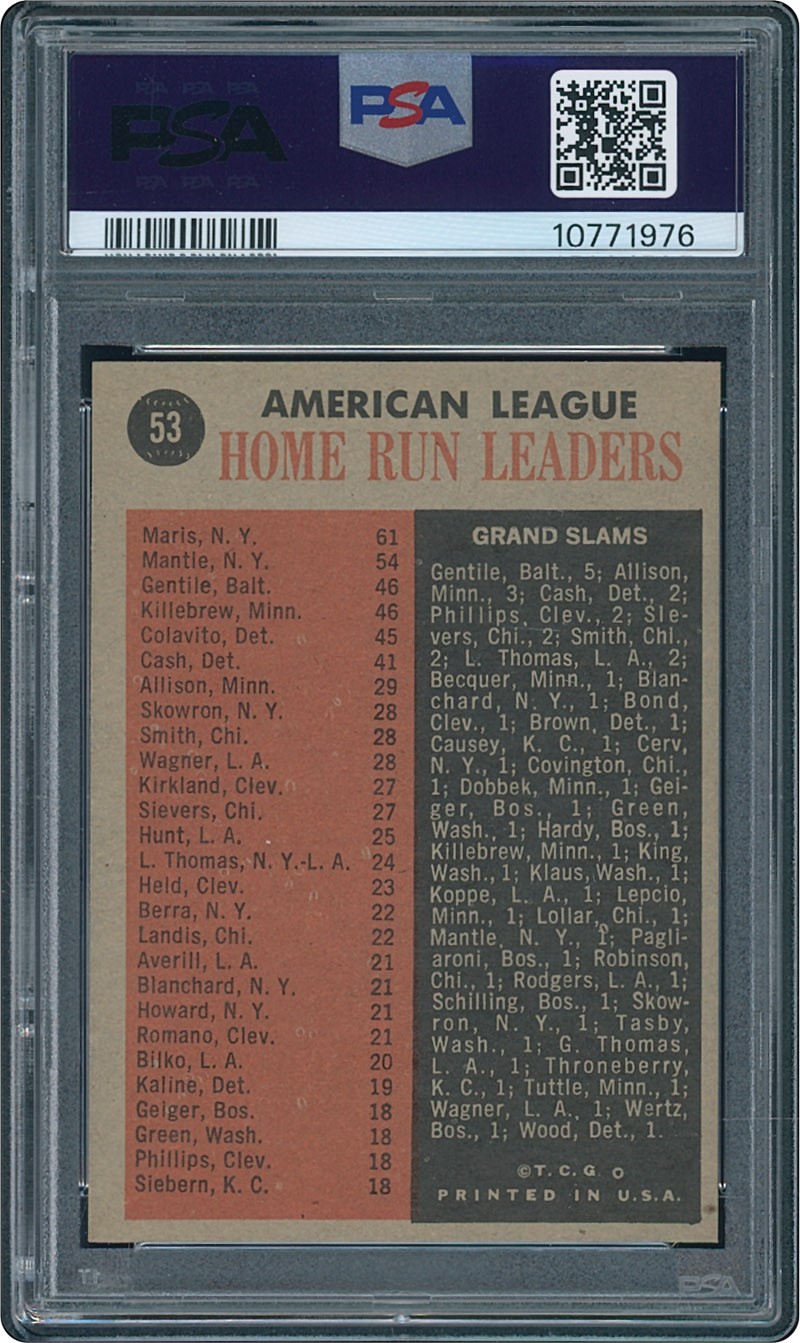 PSA PSA PSA
PSA
PSA PSA PSA
PSA
10771976
53
AMERICAN LEAGUE
HOME RUN LEADERS
Maris, N. Y. 61
Mantle, N. Y. 54
Gentile, Balt. 46
Killebrew, Minn. 46
Colavito, Det. 45
Cash, Det. 41
Allison, Minn. 29
Skowron, N. Y. 28
Smith, Chi. 28
Wagner, L. A. 28
Kirkland, Clev. 27
Sievers, Chi. 27
Hunt, L. A. 25
L. Thomas, N. Y.-L. A. 24
Held, Clev. 23
Berra, N. Y. 22
Landis, Chi. 22
Averill, L. A. 21
Blanchard, N. Y. 21
Howard, N. Y. 21
Romano, Clev. 21
Bilko, L. A. 20
Kaline, Det. 19
Geiger, Bos. 18
Green, Wash. 18
Phillips, Clev. 18
Siebern, K. C. 18
GRAND SLAMS
Gentile, Balt., 5; Allison,
Minn., 3; Cash, Det., 2;
Phillips, Clev., 2; Sie-
vers, Chi., 2; Smith, Chi.,
2; L. Thomas, L. A., 2;
Becquer, Minn., 1; Blan-
chard, N. Y., 1; Bond,
Clev., 1; Brown, Det., 1;
Causey, K. C., 1; Cerv,
N. Y., 1; Covington, Chi.,
1; Dobbek, Minn., 1; Gei-
ger, Bos., 1; Green,
Wash., 1; Hardy, Bos., 1;
Killebrew, Minn., 1; King,
Wash., 1; Klaus, Wash., 1;
Koppe, L. A., 1; Lepcio,
Minn., 1; Lollar, Chi., 1;
Mantle, N. Y., 1; Pagli-
aroni, Bos., 1; Robinson,
Chi., 1; Rodgers, L. A., 1;
Schilling, Bos., 1; Skow-
ron, N. Y., 1; Tasby,
Wash., 1; G. Thomas,
L. A., 1; Throneberry,
K. C., 1; Tuttle, Minn., 1;
Wagner, L. A., 1; Wertz,
Bos., 1; Wood, Det., 1.
©T. C. G.
PRINTED IN U.S.A.
PSA